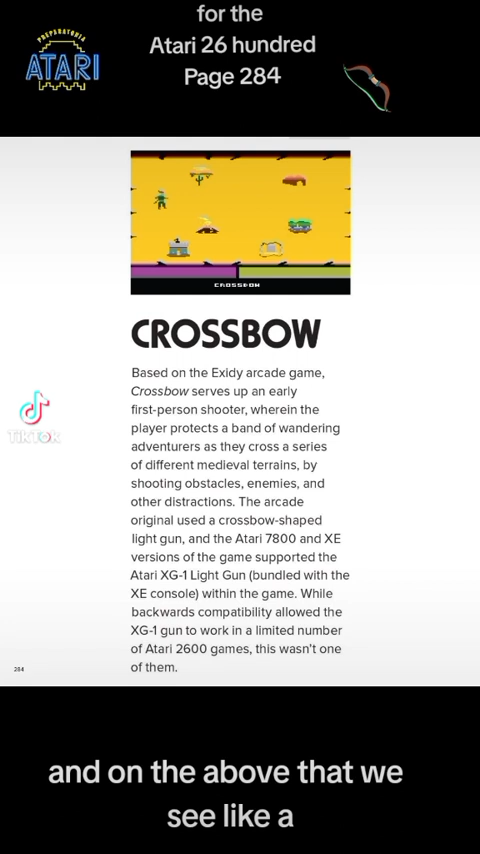 for the
Atari 26 hundred
Page 284
PREPARATORIA
ATARI
CROSSBOW
CROSSBOW
Based on the Exidy arcade game,
Crossbow serves up an early
first-person shooter, wherein the
player protects a band of wandering
adventurers as they cross a series
of different medieval terrains, by
shooting obstacles, enemies, and
other distractions. The arcade
original used a crossbow-shaped
light gun, and the Atari 7800 and XE
versions of the game supported the
Atari XG-1 Light Gun (bundled with the
XE console) within the game. While
backwards compatibility allowed the
XG-1 gun to work in a limited number
of Atari 2600 games, this wasn't one
of them.
284
TikTok
and on the above that we
see like a